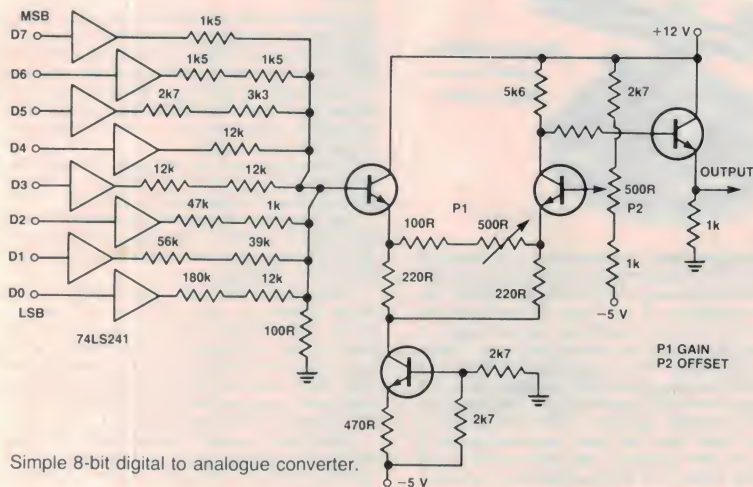 MSB
D7
1k5
D6
1k5 1k5
D5
2k7 3k3
D4
12k
D3
12k 12k
D2
47k 1k
D1
56k 39k
D0
180k 12k
LSB
74LS241
100R
+12 V
5k6
2k7
P1
100R 500R
500R
P2
OUTPUT
1k
1k
220R
220R
−5 V
2k7
2k7
470R
−5 V
P1 GAIN
P2 OFFSET
Simple 8-bit digital to analogue converter.